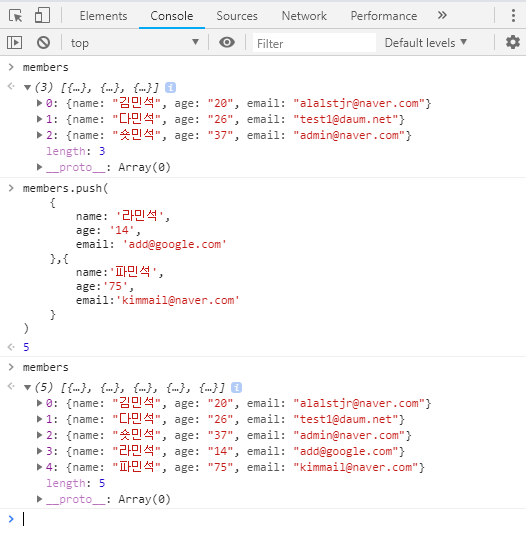 Elements Console Sources Network Performance »
top Filter Default levels
members
(3) [{…}, {…}, {…}]
0: {name: "김민석", age: "20", email: "alalstjr@naver.com"}
1: {name: "다민석", age: "26", email: "test1@daum.net"}
2: {name: "숏민석", age: "37", email: "admin@naver.com"}
length: 3
__proto__: Array(0)
members.push(
{
name: '라민석',
age: '14',
email: 'add@google.com'
},{
name:'파민석',
age:'75',
email:'kimmail@naver.com'
}
)
5
members
(5) [{…}, {…}, {…}, {…}, {…}]
0: {name: "김민석", age: "20", email: "alalstjr@naver.com"}
1: {name: "다민석", age: "26", email: "test1@daum.net"}
2: {name: "숏민석", age: "37", email: "admin@naver.com"}
3: {name: "라민석", age: "14", email: "add@google.com"}
4: {name: "파민석", age: "75", email: "kimmail@naver.com"}
length: 5
__proto__: Array(0)